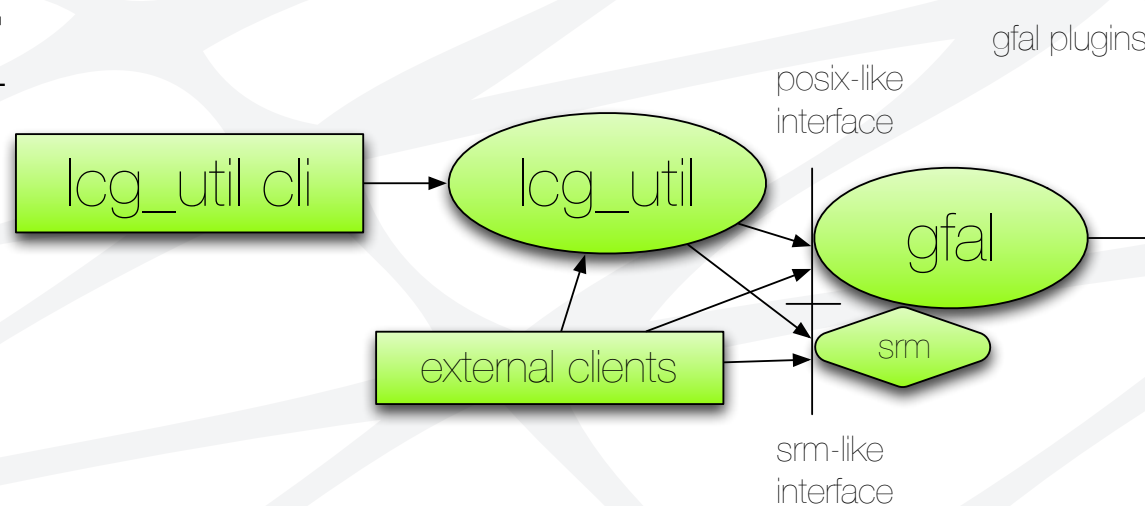 gfal plugins
posix-like
interface
lcg_util cli
lcg_util
gfal
srm
external clients
srm-like
interface